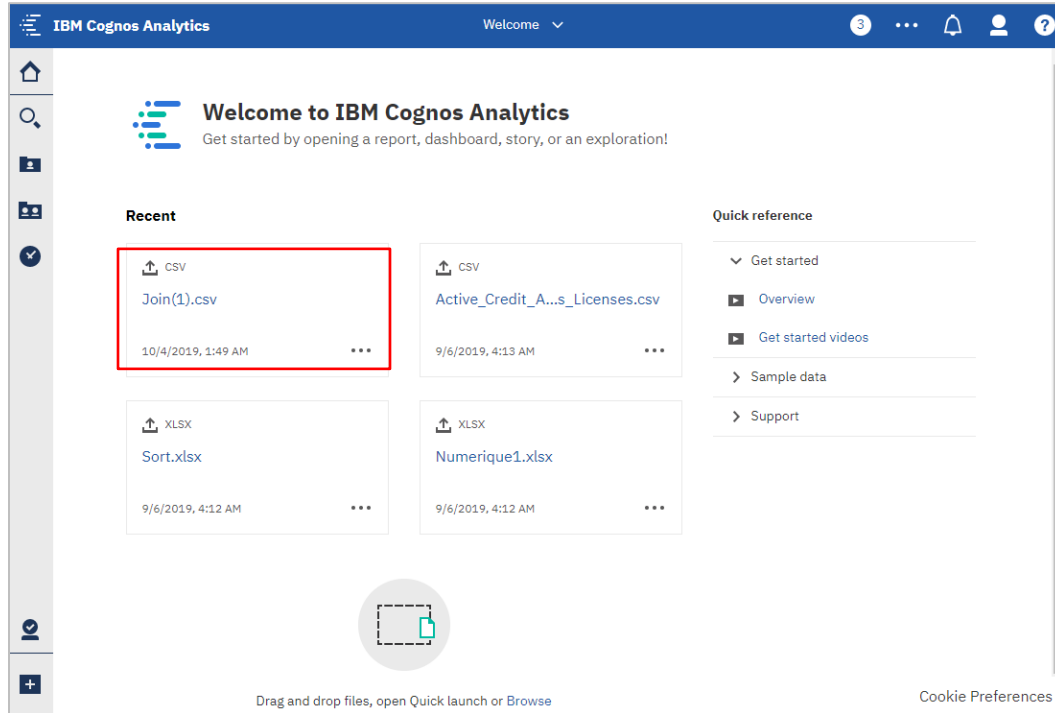 IBM Cognos Analytics
Welcome
3
?
Welcome to IBM Cognos Analytics
Get started by opening a report, dashboard, story, or an exploration!
Recent
Quick reference
CSV
Join(1).csv
10/4/2019, 1:49 AM
CSV
Active_Credit_A...s_Licenses.csv
9/6/2019, 4:13 AM
Get started
Overview
Get started videos
Sample data
Support
XLSX
Sort.xlsx
9/6/2019, 4:12 AM
XLSX
Numerique1.xlsx
9/6/2019, 4:12 AM
Drag and drop files, open Quick launch or Browse
Cookie Preferences